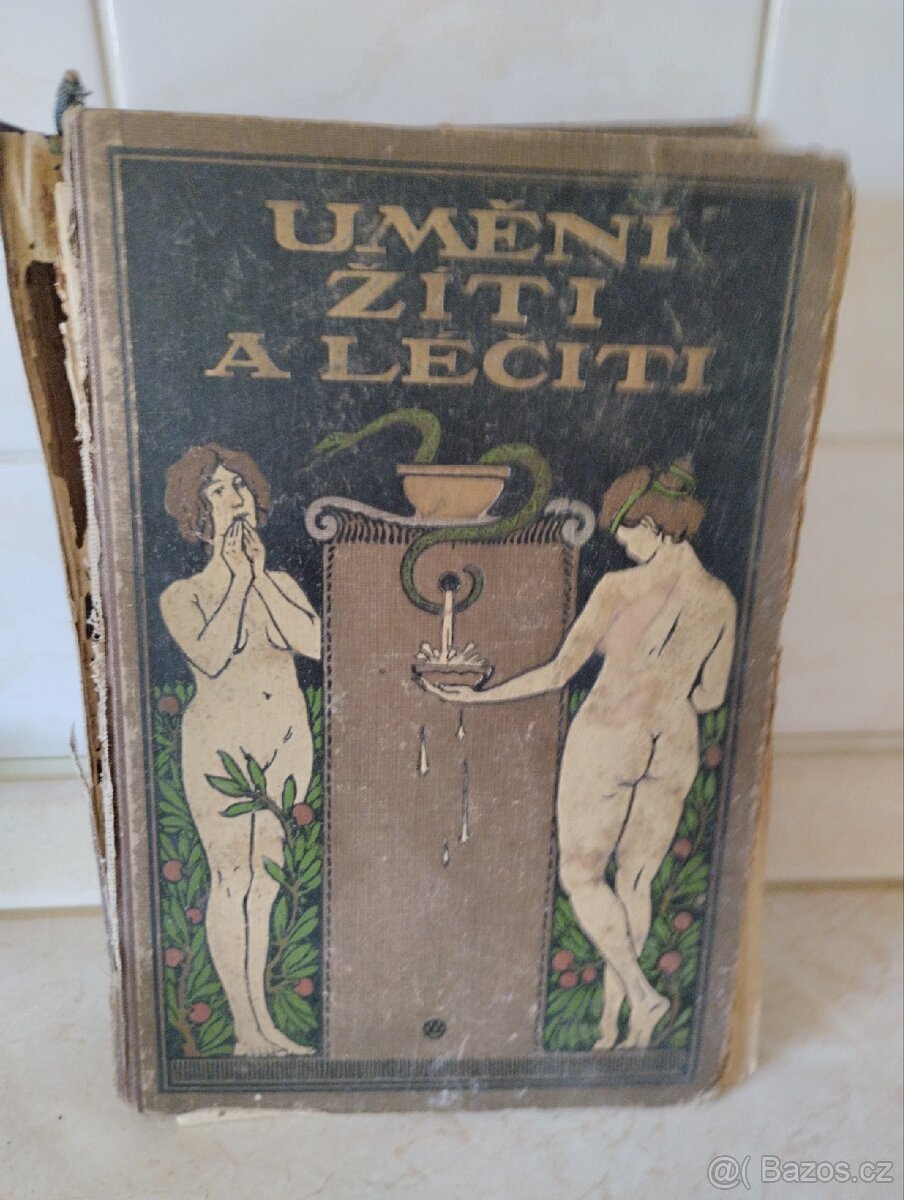 UMĚNÍ
ŽÍTI
A LÉČITI
@( Bazos.cz